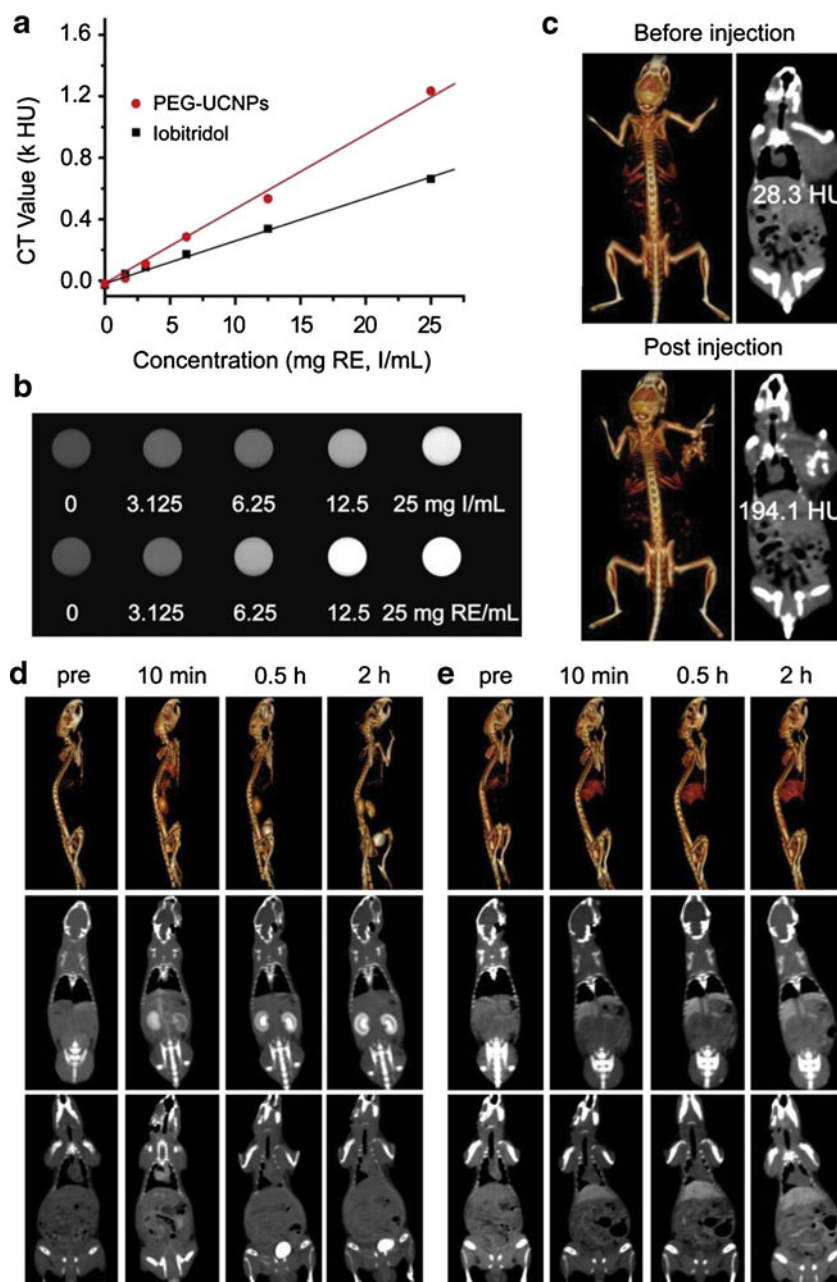 a
1.6
1.2
0.8
0.4
0.0
CT Value (k HU)
PEG-UCNPs
Iobitridol
0 5 10 15 20 25
Concentration (mg RE, I/mL)
b
0 3.125 6.25 12.5 25 mg I/mL
0 3.125 6.25 12.5 25 mg RE/mL
c
Before injection
28.3 HU
Post injection
194.1 HU
d
pre 10 min 0.5 h 2 h
e
pre 10 min 0.5 h 2 h